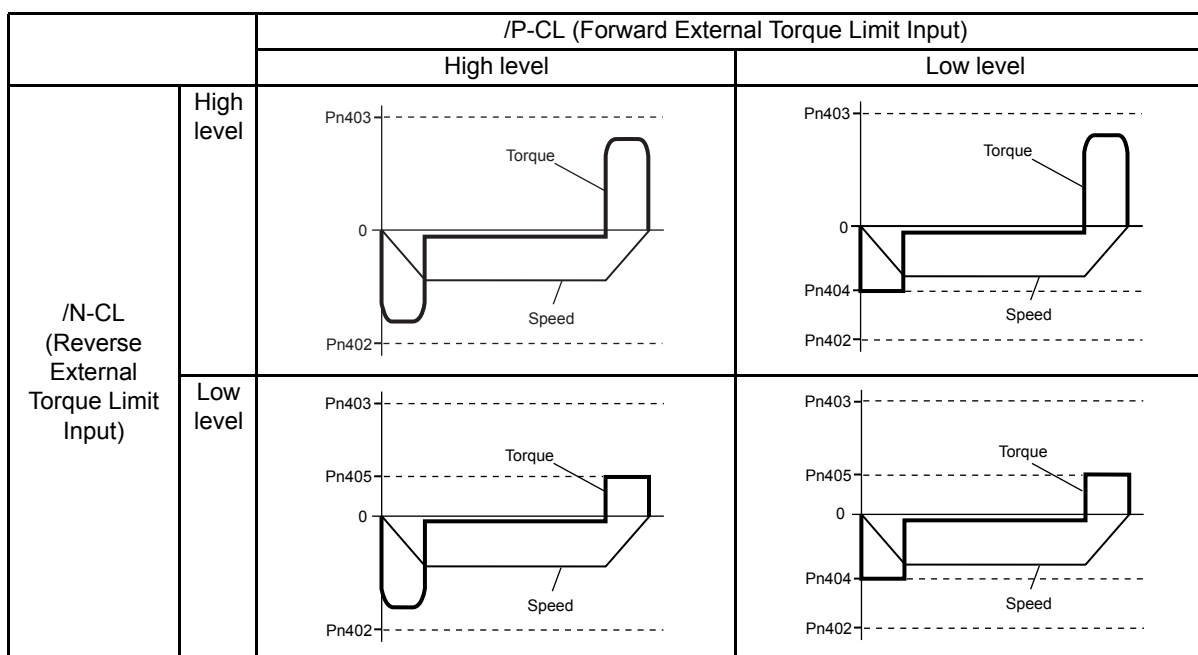 /P-CL (Forward External Torque Limit Input)
High level
Low level
/N-CL
(Reverse
External
Torque Limit
Input)
High
level
Pn403
Torque
0
Speed
Pn402
Pn403
Torque
0
Pn404
Speed
Pn402
Low
level
Pn403
Torque
Pn405
0
Speed
Pn402
Pn403
Torque
Pn405
0
Pn404
Speed
Pn402